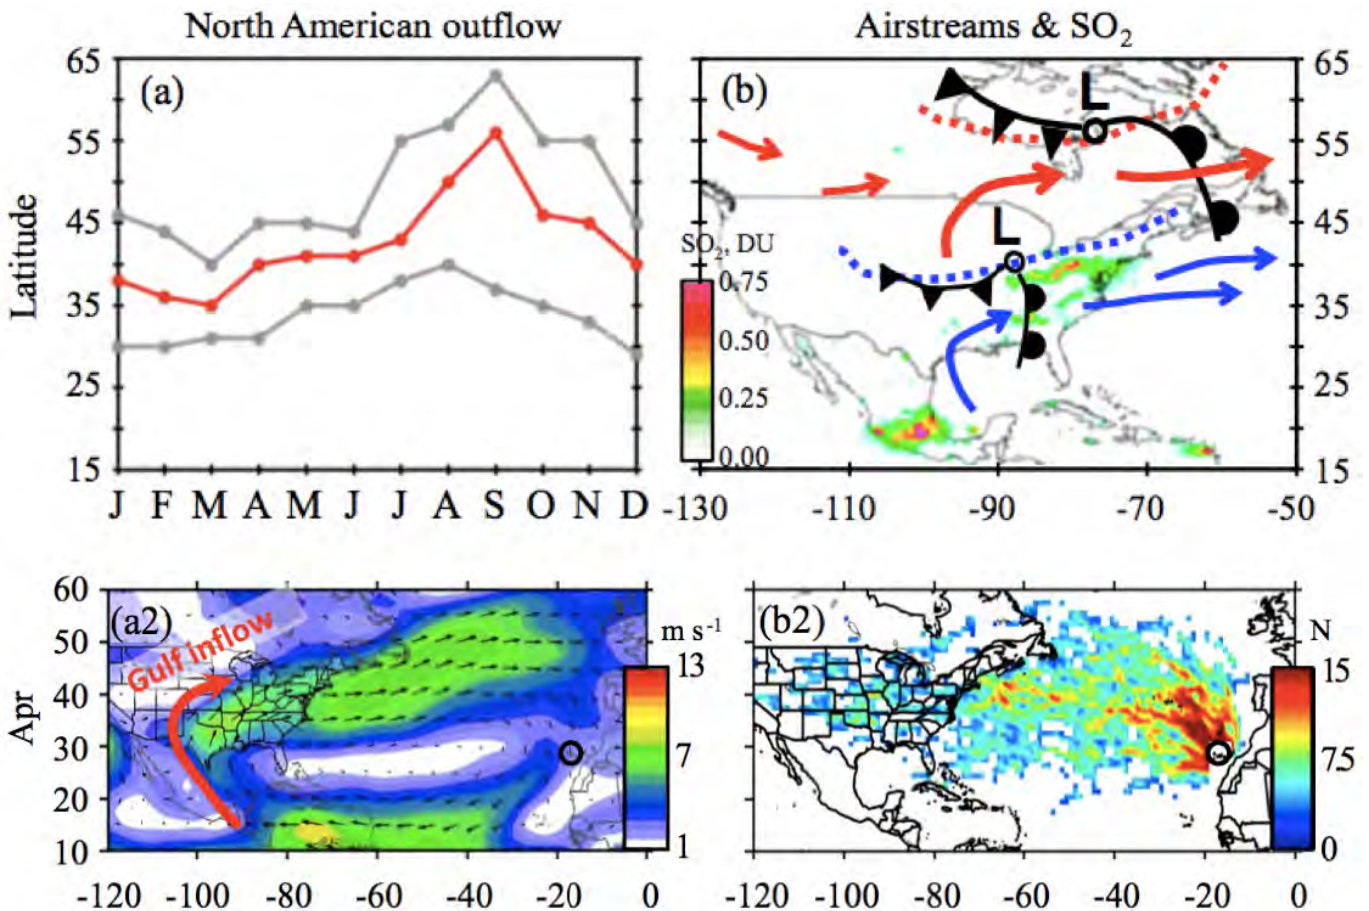 North American outflow
Airstreams & SO₂
65
55
45
35
25
15
Latitude
(a)
J F M A M J J A S O N D
(b)
L
L
SO₂, DU
0.75
0.50
0.25
0.00
65
55
45
35
25
15
-130 -110 -90 -70 -50
Apr
60
50
40
30
20
10
(a2)
Gulf inflow
m s⁻¹
13
7
1
-120 -100 -80 -60 -40 -20 0
(b2)
N
15
7.5
0
-120 -100 -80 -60 -40 -20 0